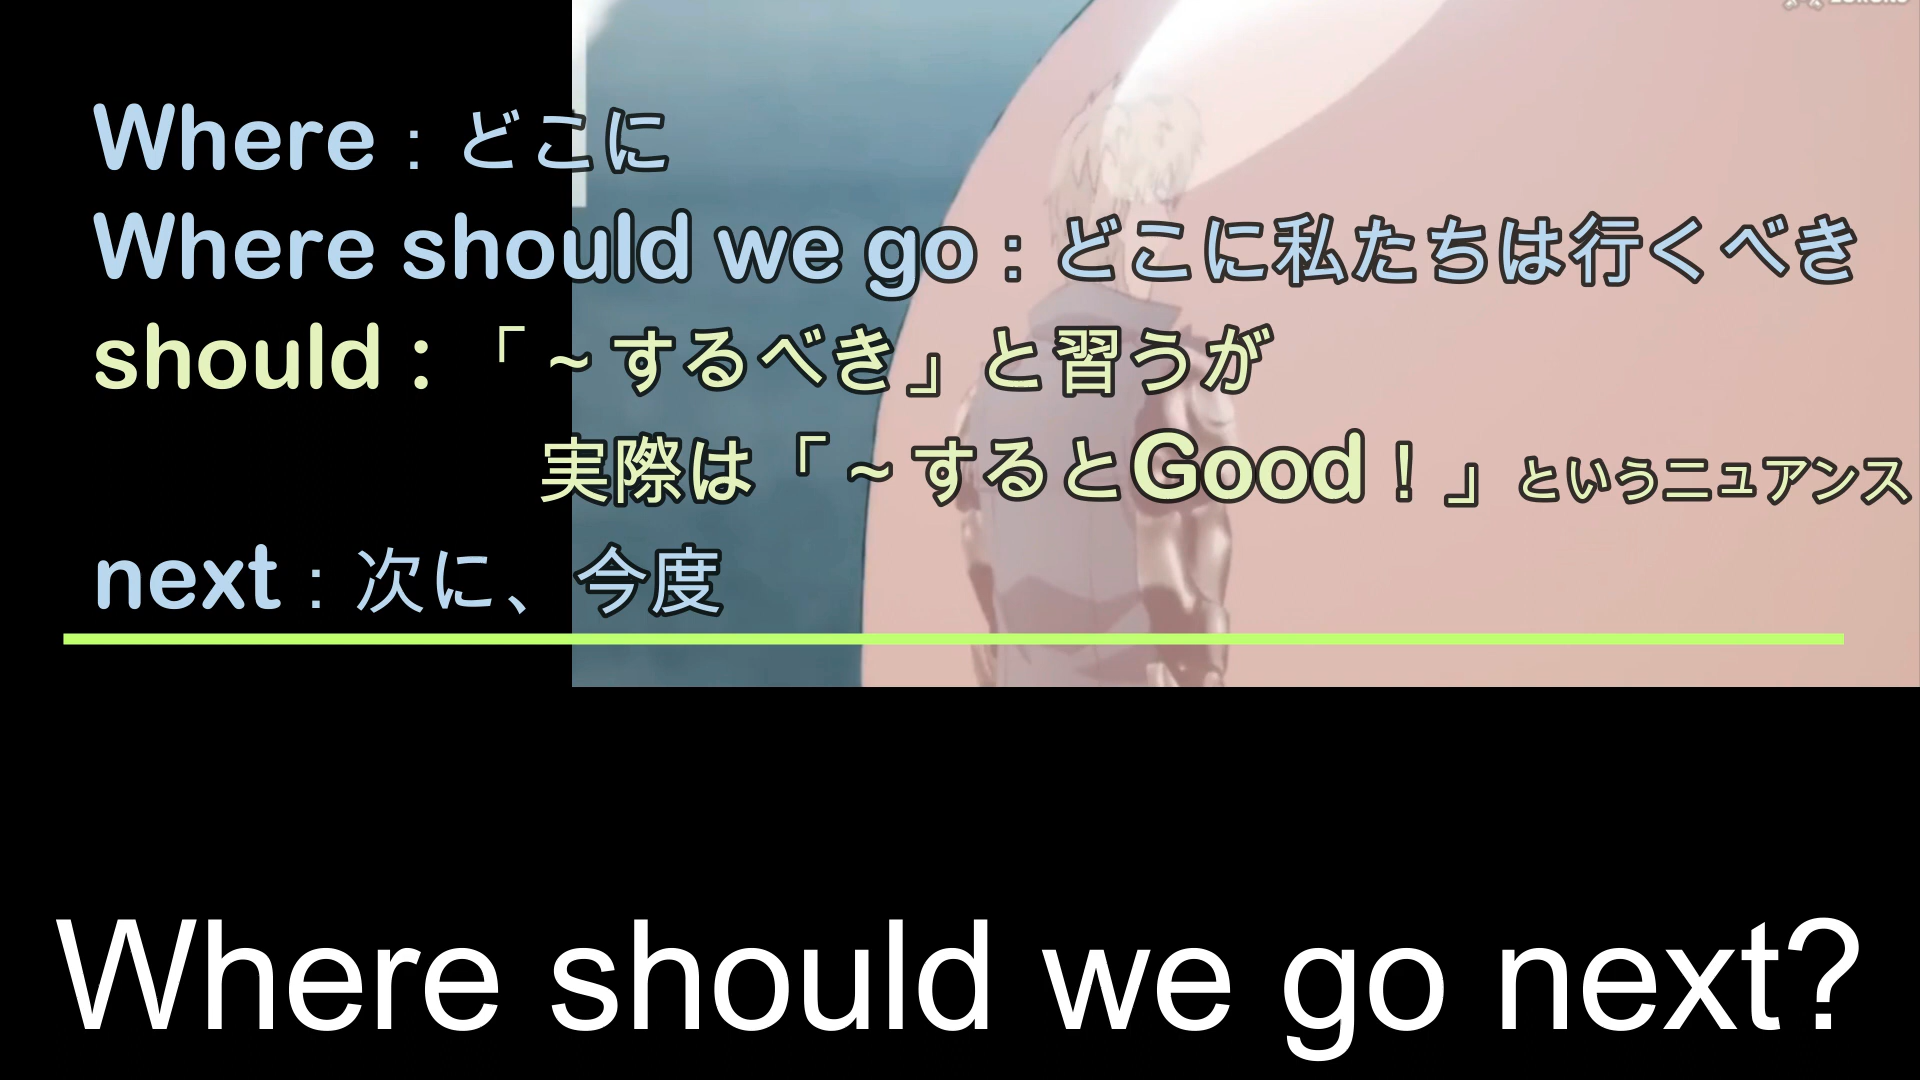 Where：どこに
Where should we go：どこに私たちは行くべき
should：「～するべき」と習うが
実際は「～するとGood！」というニュアンス
next：次に、今度
Where should we go next?